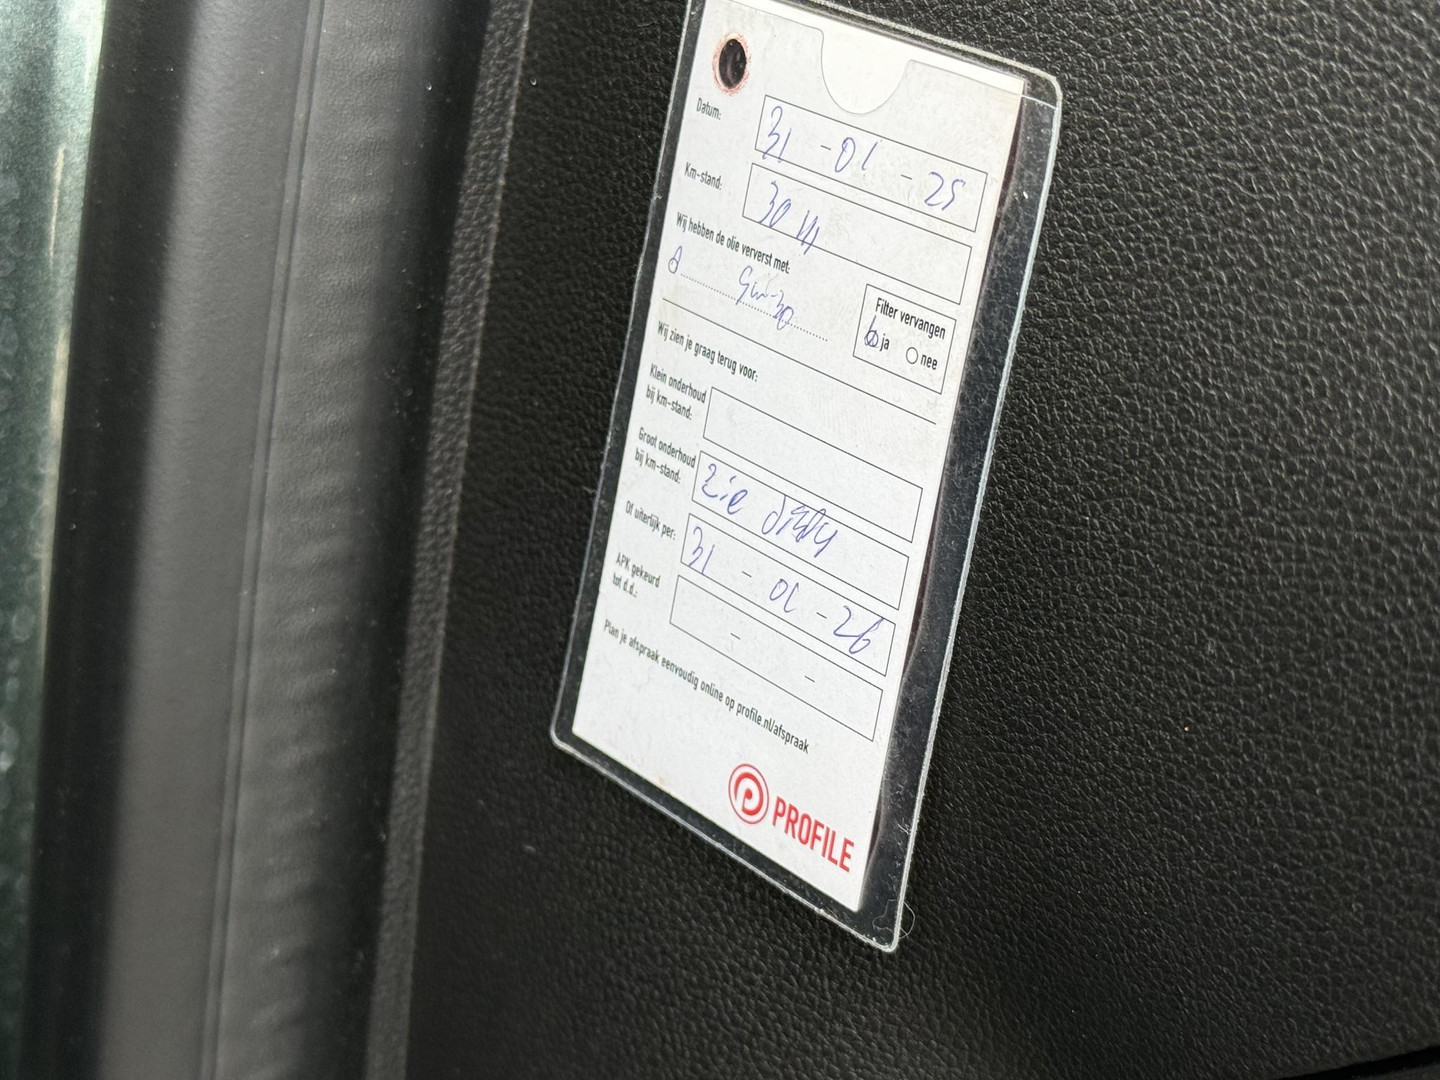 Datum: 31 - 01 - 25
Km-stand:
Wij hebben de olie ververst met:
5w-30
Filter vervangen
ja nee
Wij zien je graag terug voor:
Klein onderhoud
bij km-stand:
Groot onderhoud
bij km-stand: zie display
Of uiterlijk per: 31 - 01 - 26
APK gekeurd
tot d.d.: - -
Plan je afspraak eenvoudig online op profile.nl/afspraak
PROFILE